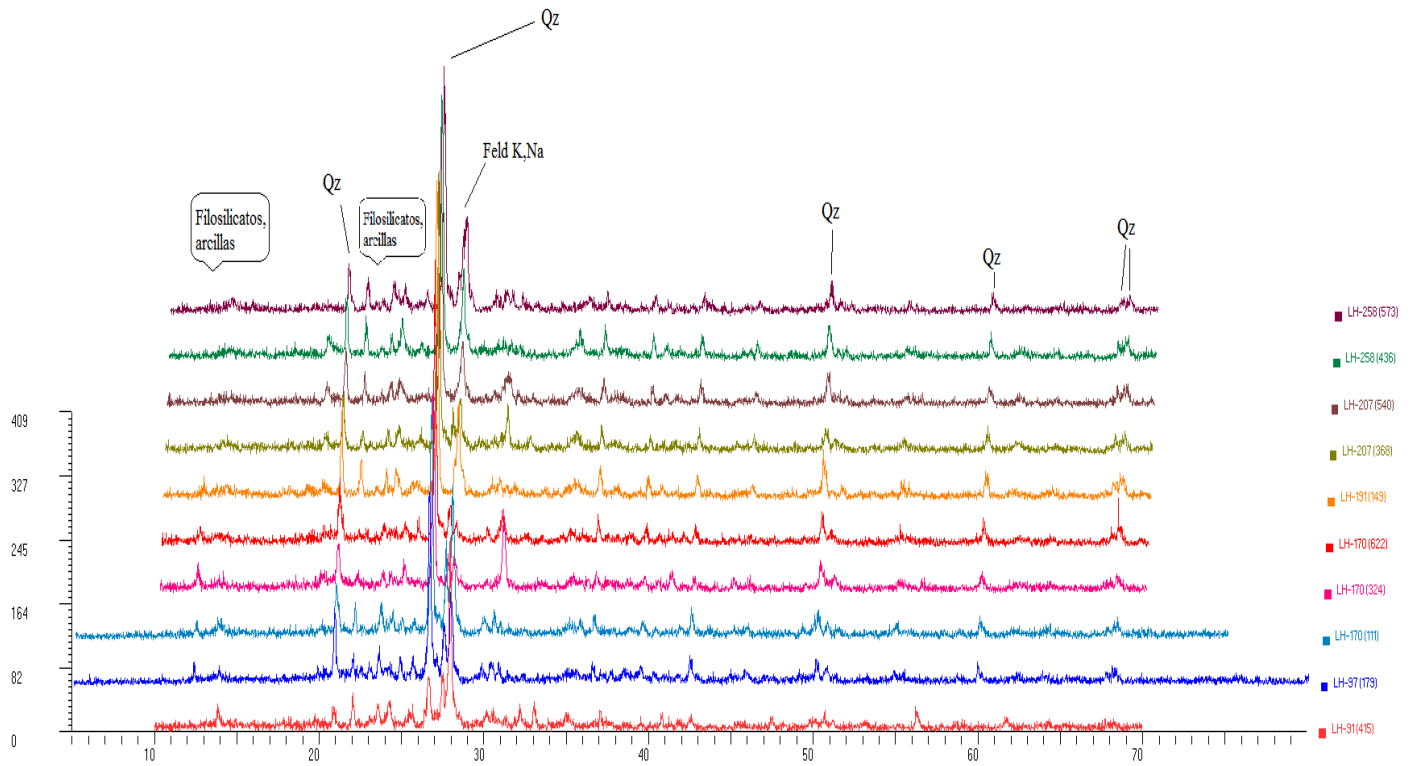 Qz
Feld K,Na
Qz
Filosilicatos,
arcillas
Filosilicatos,
arcillas
Qz
Qz
Qz
LH-258(573)
LH-258(436)
LH-207(540)
LH-207(368)
LH-191(149)
LH-170(622)
LH-170(324)
LH-170(111)
LH-97(179)
LH-91(415)
409
327
245
164
82
0
10
20
30
40
50
60
70